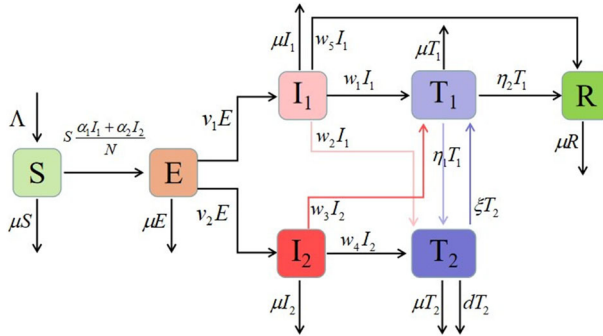 μI₁
w₅I₁
μT₁
I₁
w₁I₁
T₁
η₂T₁
R
Λ
S (α₁I₁ + α₂I₂)/N
v₁E
w₂I₁
η₁T₁
μR
S
E
ξT₂
μS
μE
v₂E
w₃I₂
I₂
w₄I₂
T₂
μI₂
μT₂
dT₂